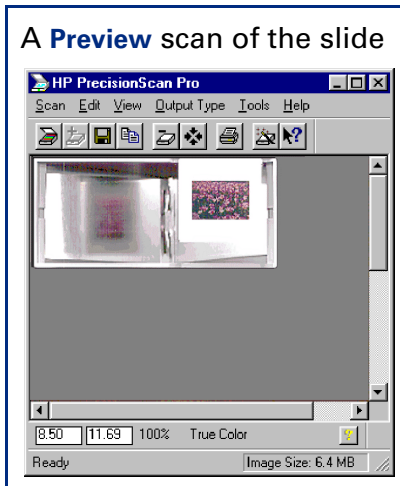 A Preview scan of the slide
HP PrecisionScan Pro
Scan Edit View Output Type Tools Help
8.50 11.69 100% True Color
Ready Image Size: 6.4 MB